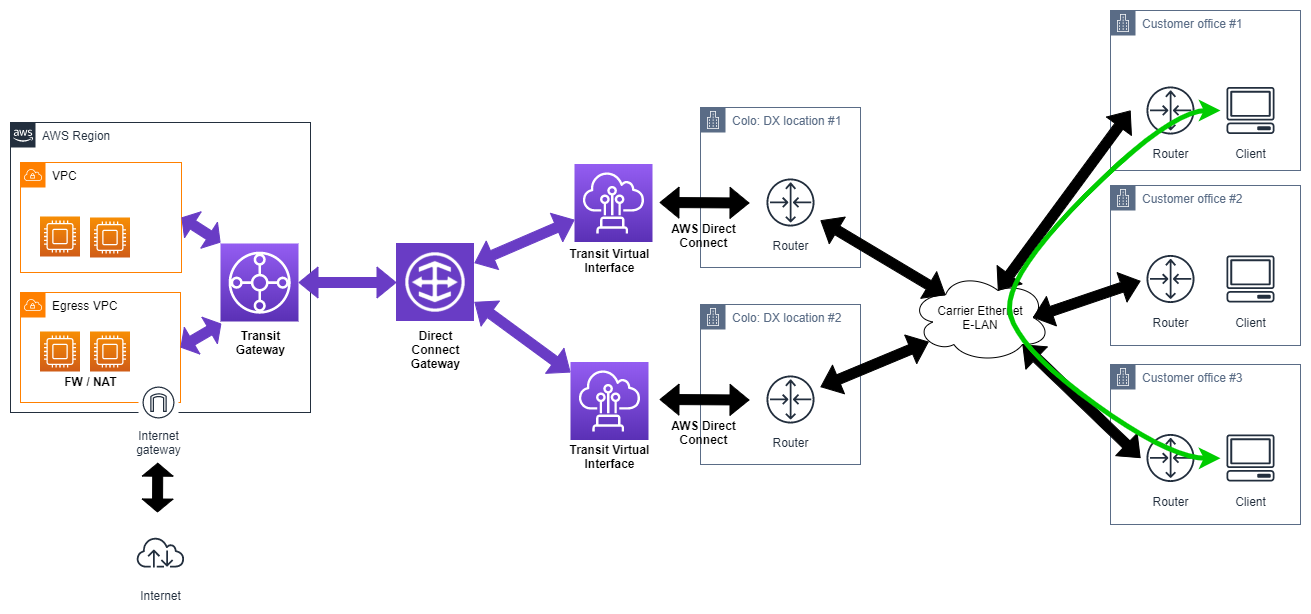 aws
AWS Region
VPC
Egress VPC
FW / NAT
Internet
gateway
Internet
Transit
Gateway
Direct
Connect
Gateway
Transit Virtual
Interface
Transit Virtual
Interface
AWS Direct
Connect
AWS Direct
Connect
Colo: DX location #1
Router
Colo: DX location #2
Router
Carrier Ethernet
E-LAN
Customer office #1
Router
Client
Customer office #2
Router
Client
Customer office #3
Router
Client